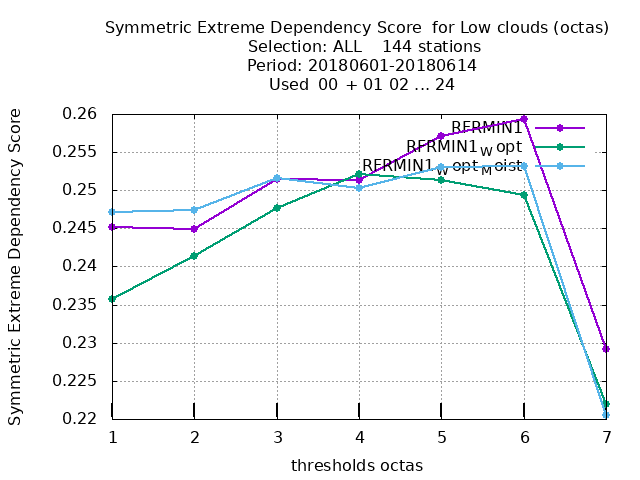 Symmetric Extreme Dependency Score  for Low clouds (octas)
Selection: ALL    144 stations
Period: 20180601-20180614
Used  00  + 01 02 ... 24
Symmetric Extreme Dependency Score
0.26
0.255
0.25
0.245
0.24
0.235
0.23
0.225
0.22
RFRMIN1
RFRMIN1_W opt
RFRMIN1_W opt_M oist
1 2 3 4 5 6 7
thresholds octas